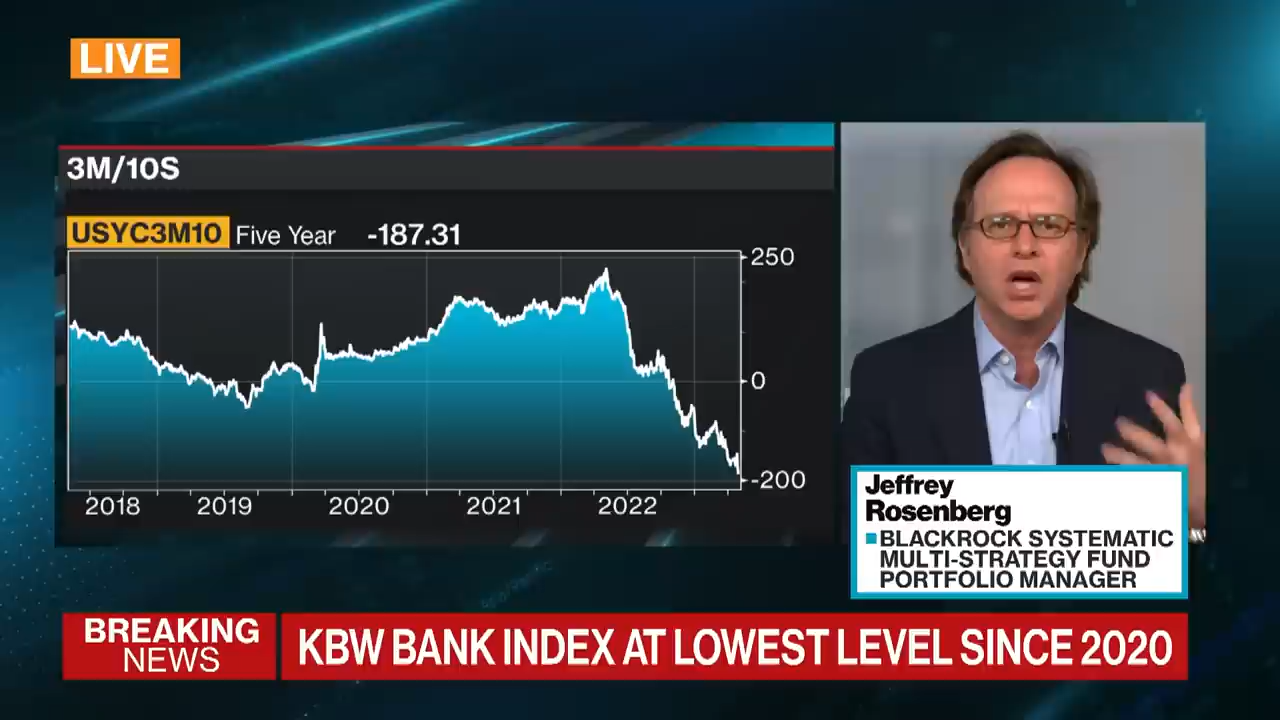 LIVE
3M/10S
USYC3M10 Five Year -187.31
250
0
-200
2018 2019 2020 2021 2022
Jeffrey
Rosenberg
BLACKROCK SYSTEMATIC
MULTI-STRATEGY FUND
PORTFOLIO MANAGER
BREAKING
NEWS
KBW BANK INDEX AT LOWEST LEVEL SINCE 2020